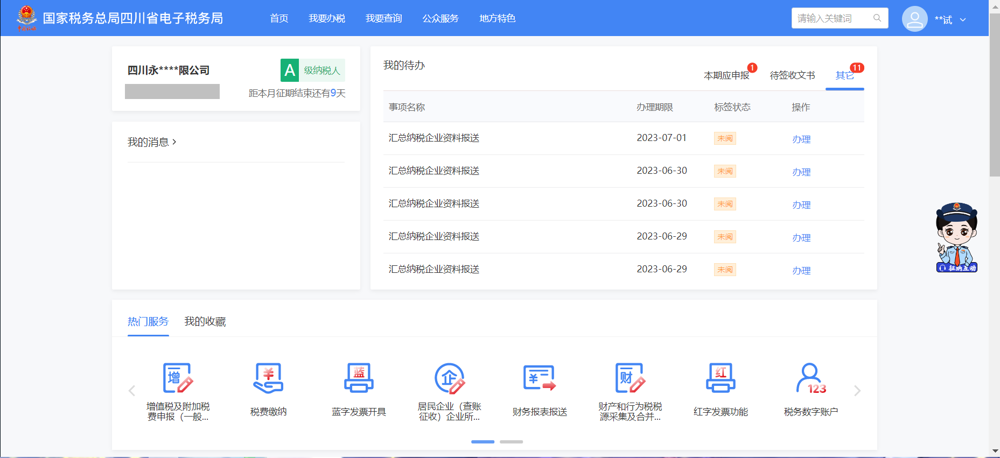 国家税务总局四川省电子税务局
首页 我要办税 我要查询 公众服务 地方特色
请输入关键词
**试
四川永****限公司
A 级纳税人
距本月征期结束还有9天
我的消息
我的待办
本期应申报 1 待签收文书 其它 11
事项名称 办理期限 标签状态 操作
汇总纳税企业资料报送 2023-07-01 未阅 办理
汇总纳税企业资料报送 2023-06-30 未阅 办理
汇总纳税企业资料报送 2023-06-30 未阅 办理
汇总纳税企业资料报送 2023-06-29 未阅 办理
汇总纳税企业资料报送 2023-06-29 未阅 办理
征纳互动
热门服务 我的收藏
增
¥
蓝
企
¥
财
红
123
增值税及附加税
费申报（一般...
税费缴纳
蓝字发票开具
居民企业（查账
征收）企业所...
财务报表报送
财产和行为税税
源采集及合并...
红字发票功能
税务数字账户